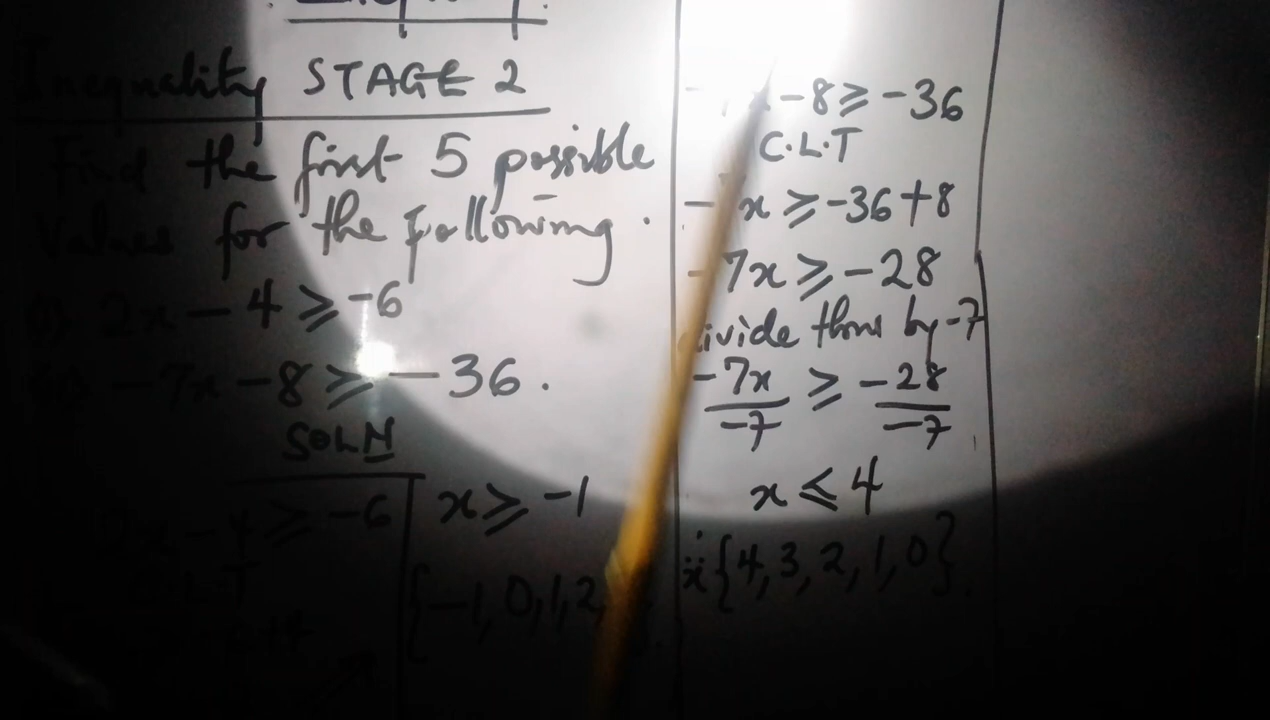 Inequality STAGE 2
Find the first 5 possible
Values for the following.
2x - 4 ⩾ -6
-7x - 8 ⩾ -36.
SOLN
2x - 4 ⩾ -6
C.L.T
x ⩾ -1
{-1, 0, 1, 2
-8 ⩾ -36
C.L.T
x ⩾ -36+8
-7x ⩾ -28
divide thru by -7
-7x/-7 ⩾ -28/-7
x ⩽ 4
x {4, 3, 2, 1, 0}.